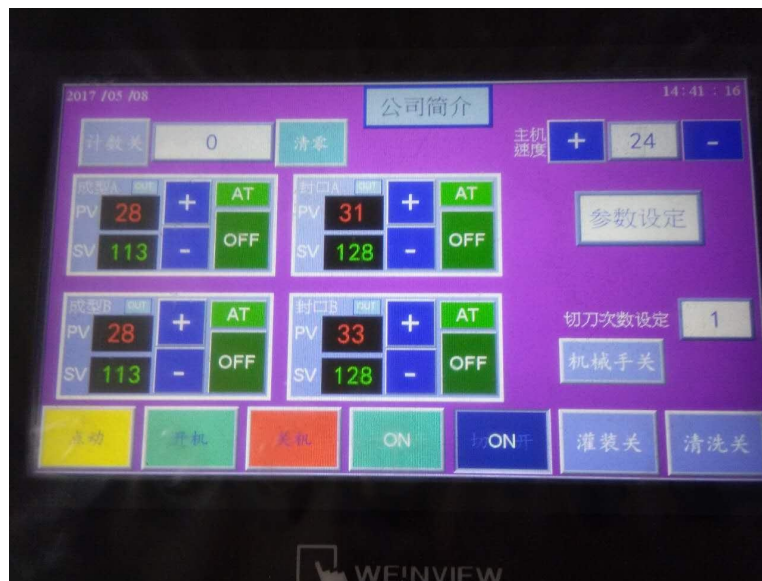 2017/05/08
公司简介
14:41:16
计数关
0
清零
主机速度
+
24
-
成型A OUT
PV 28
SV 113
+
-
AT
OFF
封口A OUT
PV 31
SV 128
+
-
AT
OFF
参数设定
成型B OUT
PV 28
SV 113
+
-
AT
OFF
封口B OUT
PV 33
SV 128
+
-
AT
OFF
切刀次数设定
1
机械手关
点动
开机
关机
ON
ON
灌装关
清洗关
WEINVIEW